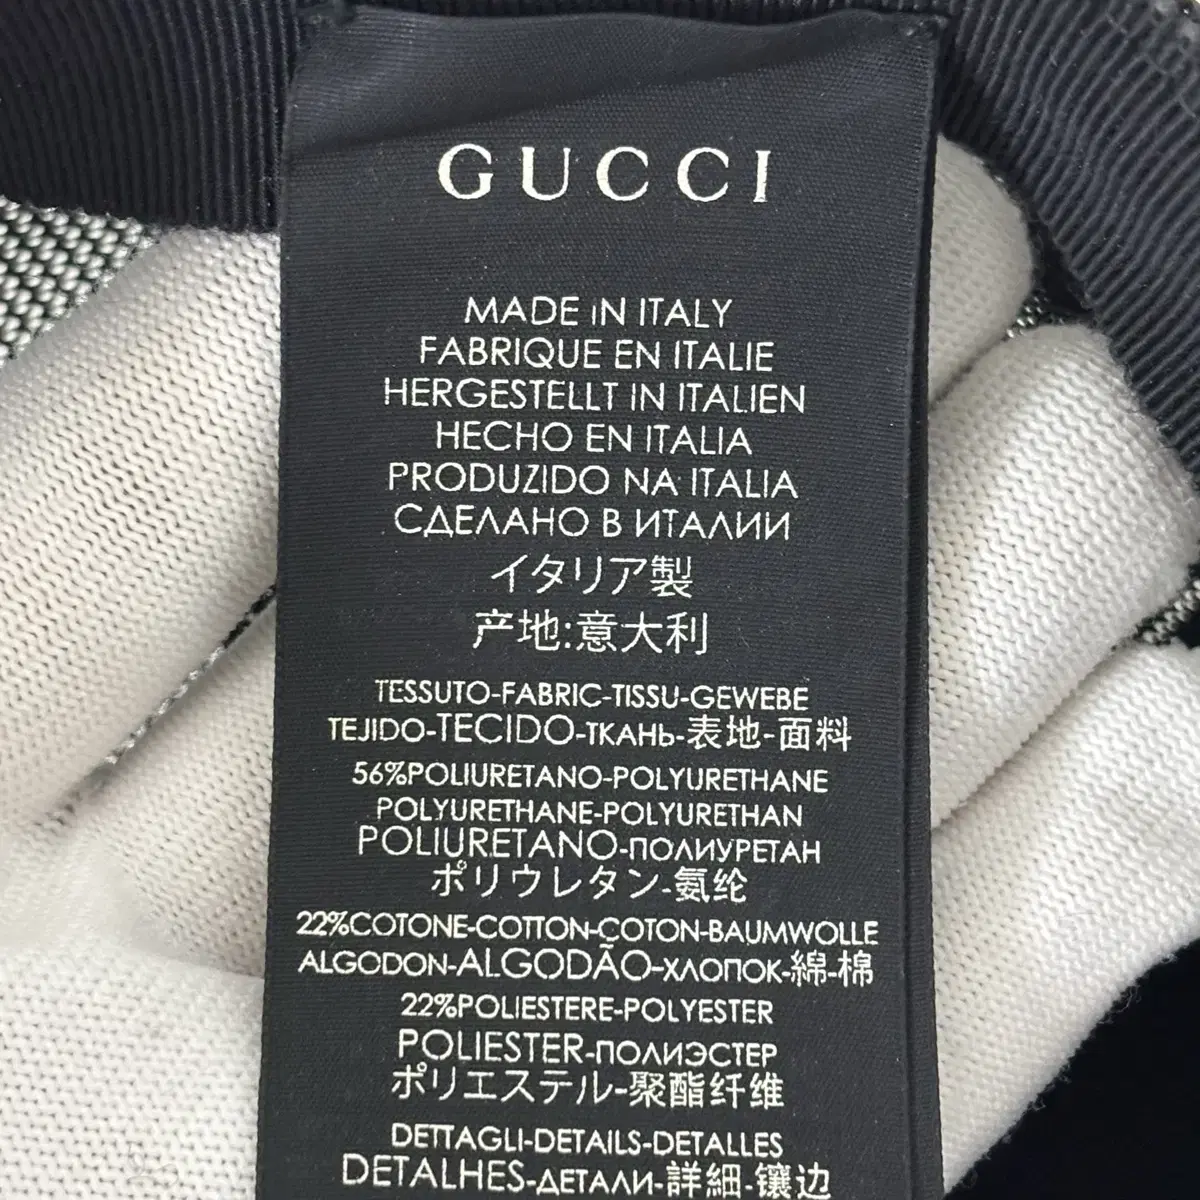 GUCCI
MADE IN ITALY
FABRIQUE EN ITALIE
HERGESTELLT IN ITALIEN
HECHO EN ITALIA
PRODUZIDO NA ITALIA
СДЕЛАНО В ИТАЛИИ
イタリア製
产地:意大利
TESSUTO-FABRIC-TISSU-GEWEBE
TEJIDO-TECIDO-ТКАНЬ-表地-面料
56%POLIURETANO-POLYURETHANE
POLYURETHANE-POLYURETHAN
POLIURETANO-ПОЛИУРЕТАН
ポリウレタン-氨纶
22%COTONE-COTTON-COTON-BAUMWOLLE
ALGODON-ALGODÃO-ХЛОПОК-綿-棉
22%POLIESTERE-POLYESTER
POLIESTER-ПОЛИЭСТЕР
ポリエステル-聚酯纤维
DETTAGLI-DETAILS-DETALLES
DETALHES-ДЕТАЛИ-詳細-镶边